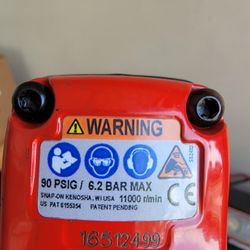 WARNING
90 PSIG / 6.2 BAR MAX
SNAP-ON KENOSHA, WI USA 11000 r/min
US PAT 6155354 PATENT PENDING
CE
16512499